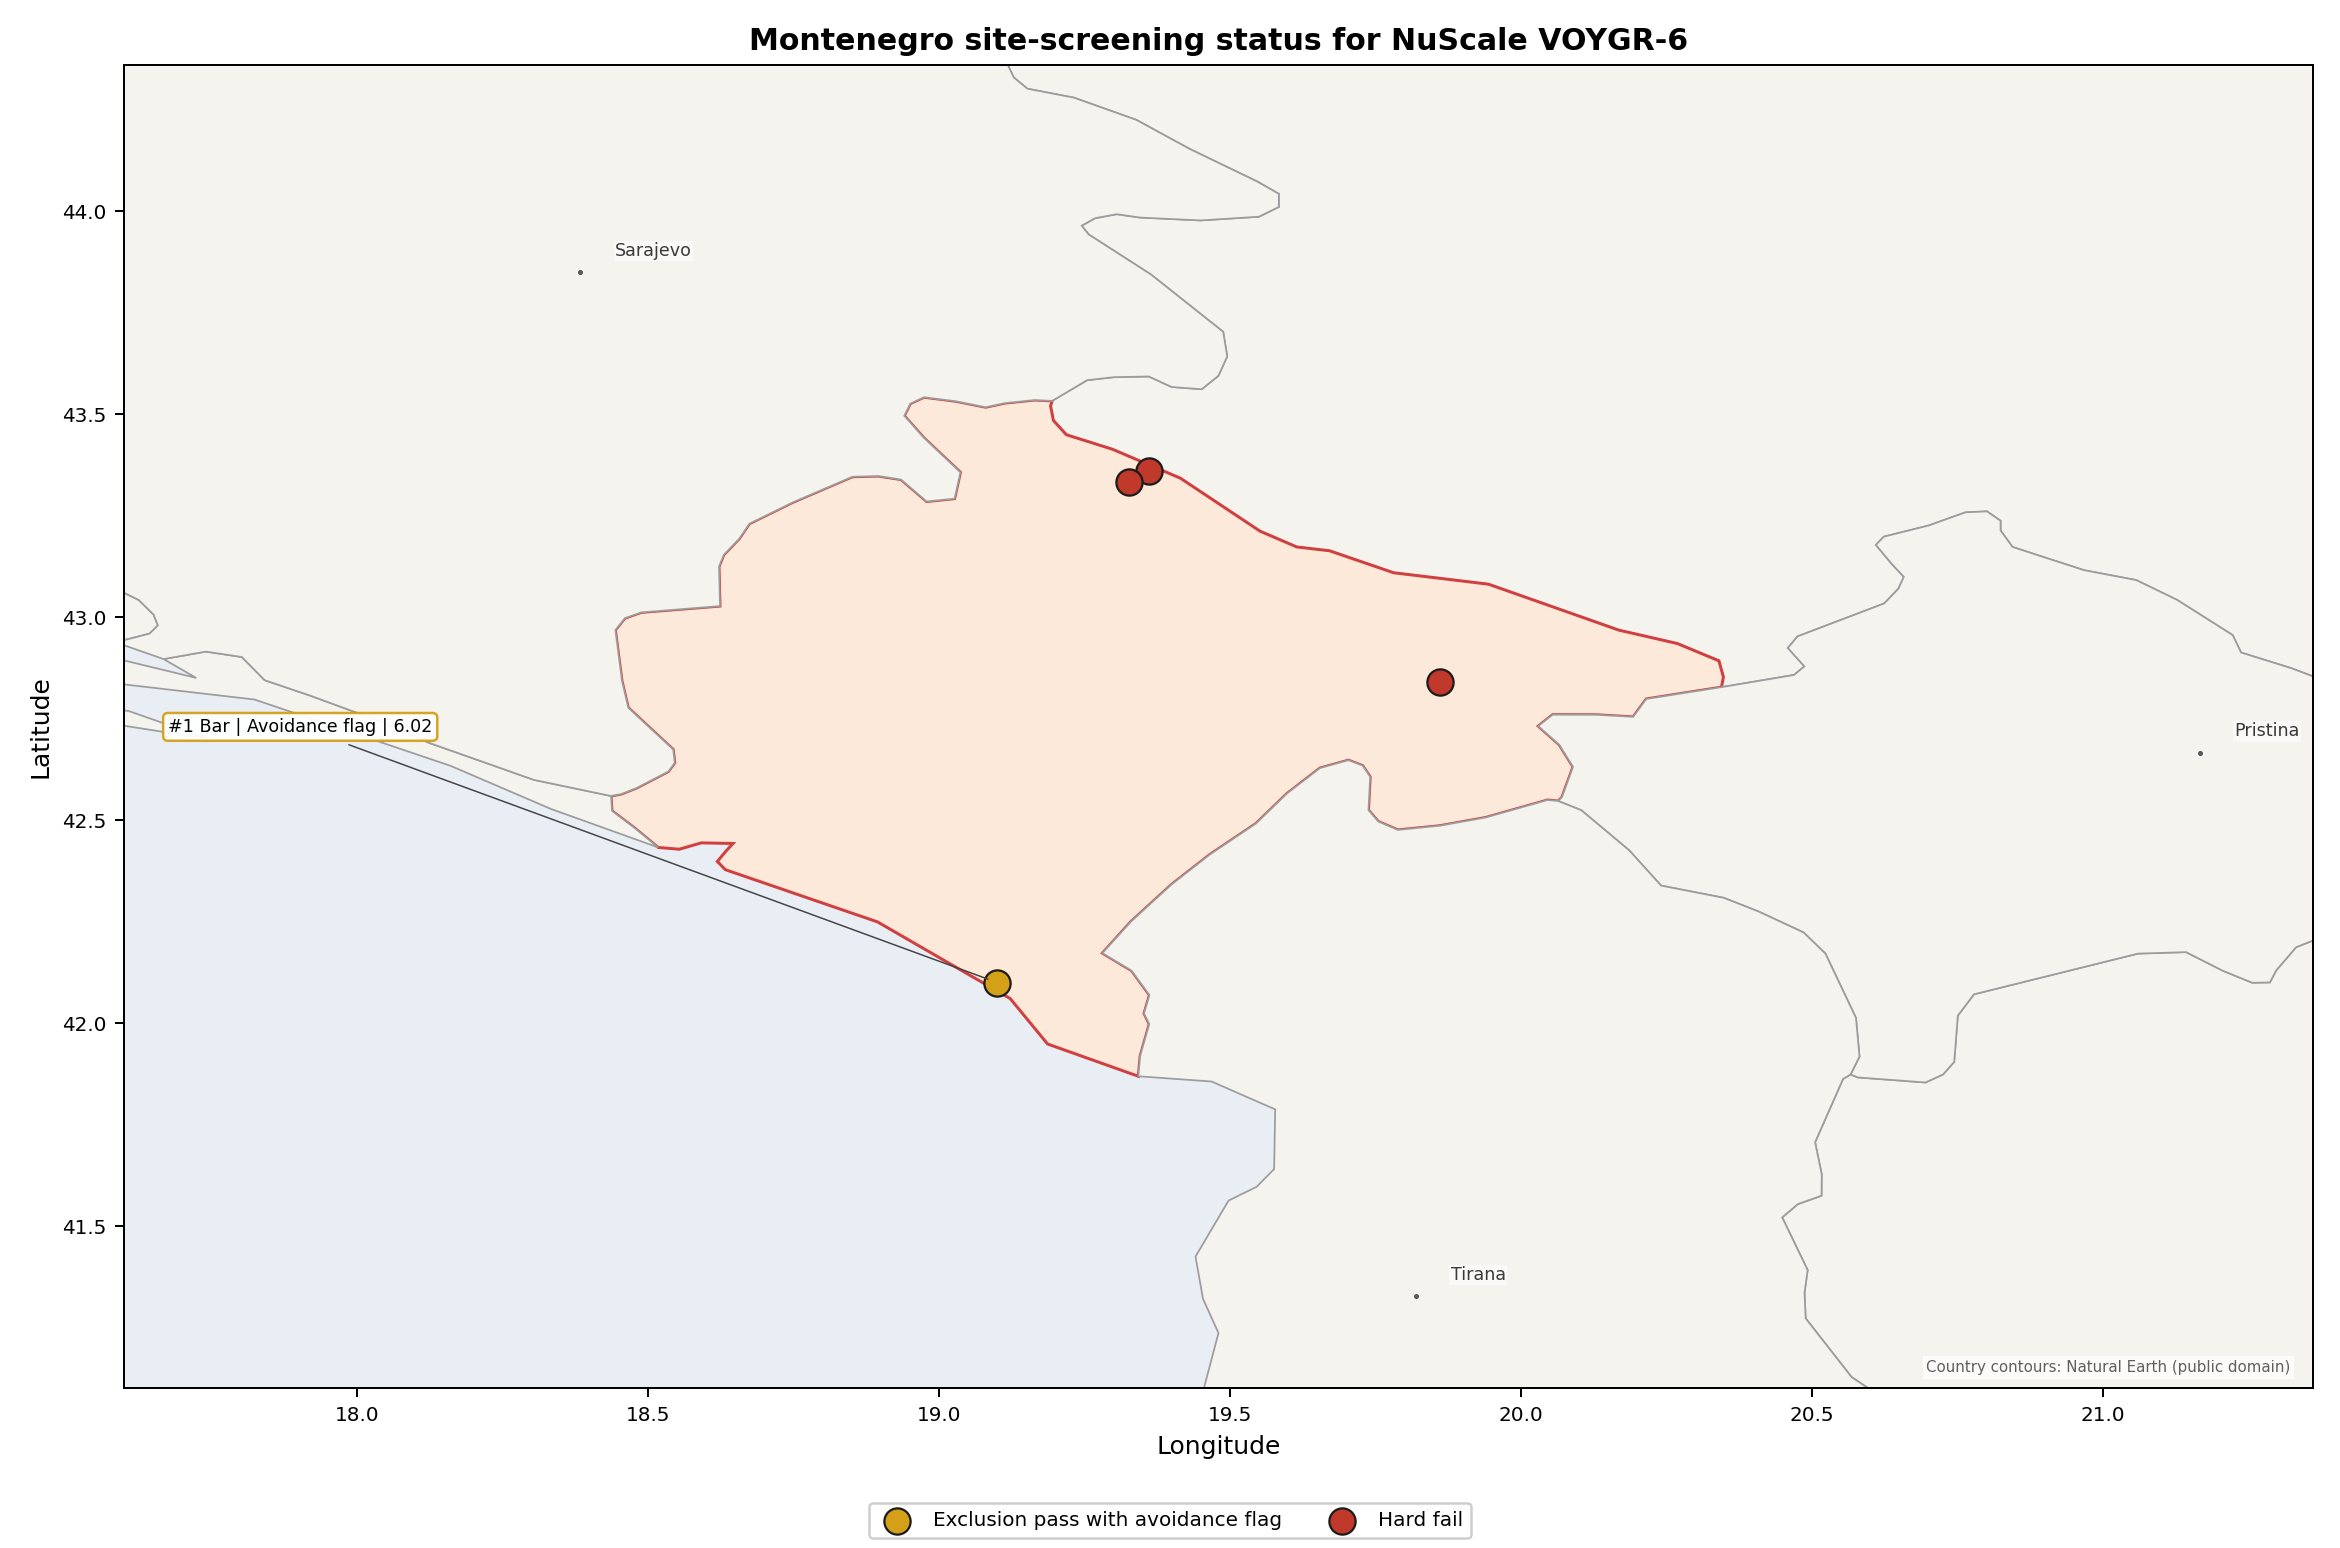 Montenegro site-screening status for NuScale VOYGR-6
Latitude
44.0
43.5
43.0
42.5
42.0
41.5
Sarajevo
#1 Bar | Avoidance flag | 6.02
Pristina
Tirana
Country contours: Natural Earth (public domain)
18.0
18.5
19.0
19.5
20.0
20.5
21.0
Longitude
Exclusion pass with avoidance flag
Hard fail